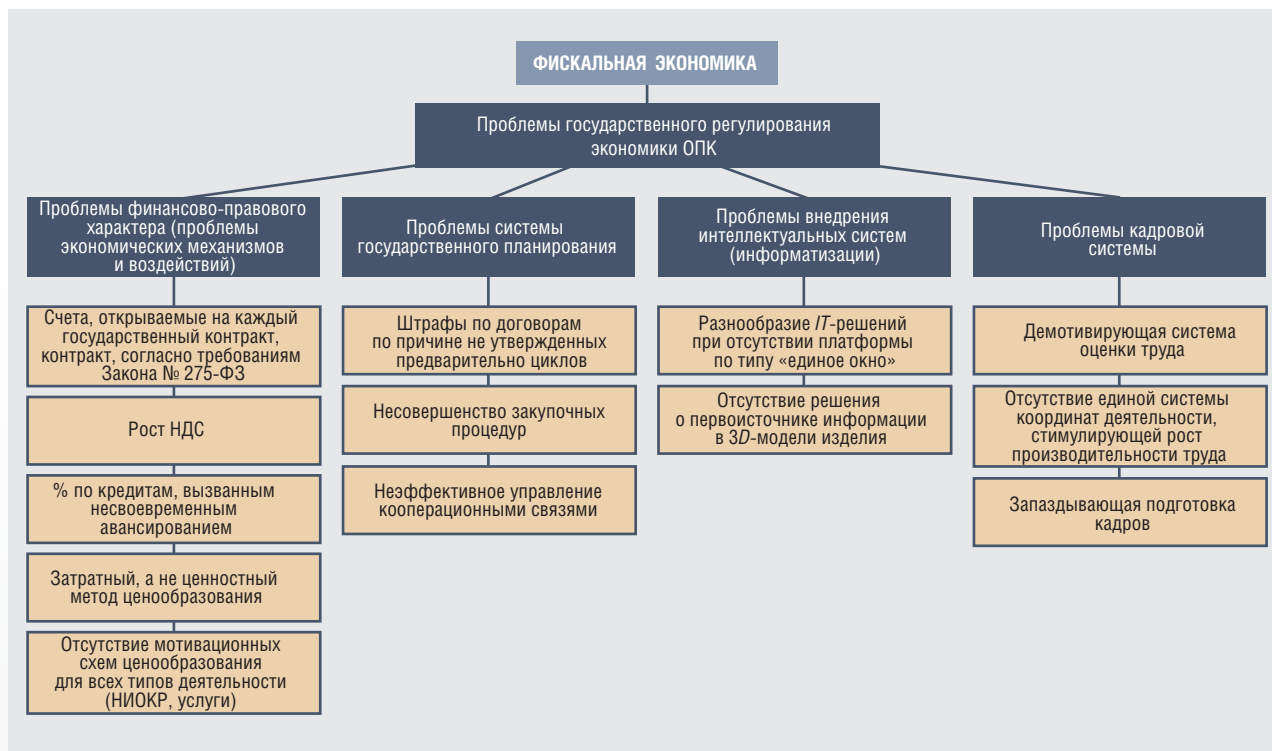 ФИСКАЛЬНАЯ ЭКОНОМИКА
Проблемы государственного регулирования
экономики ОПК
Проблемы финансово-правового
характера (проблемы
экономических механизмов
и воздействий)
Счета, открываемые на каждый
государственный контракт,
контракт, согласно требованиям
Закона № 275-ФЗ
Рост НДС
% по кредитам, вызванным
несвоевременным
авансированием
Затратный, а не ценностный
метод ценообразования
Отсутствие мотивационных
схем ценообразования
для всех типов деятельности
(НИОКР, услуги)
Проблемы системы
государственного планирования
Штрафы по договорам
по причине не утвержденных
предварительно циклов
Несовершенство закупочных
процедур
Неэффективное управление
кооперационными связями
Проблемы внедрения
интеллектуальных систем
(информатизации)
Разнообразие IT-решений
при отсутствии платформы
по типу «единое окно»
Отсутствие решения
о первоисточнике информации
в 3D-модели изделия
Проблемы кадровой
системы
Демотивирующая система
оценки труда
Отсутствие единой системы
координат деятельности,
стимулирующей рост
производительности труда
Запаздывающая подготовка
кадров